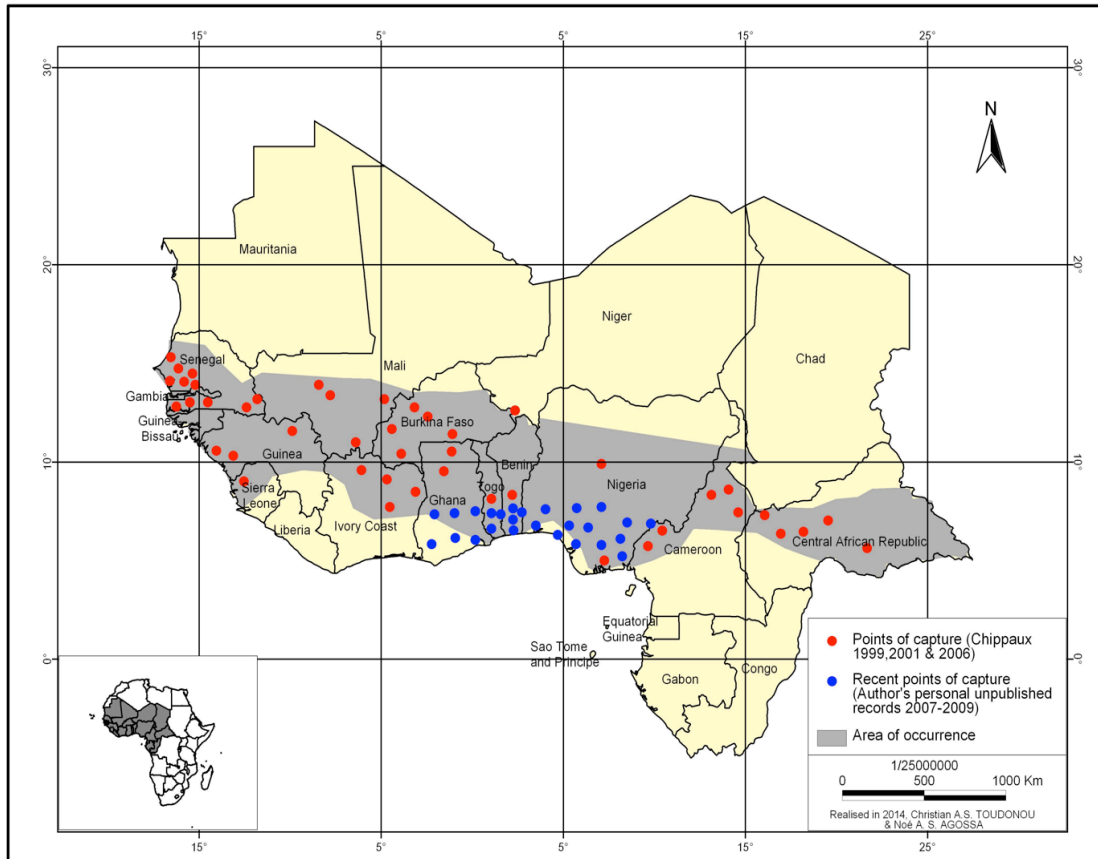 15°
5°
5°
15°
25°
30°
30°
N
Mauritania
20°
20°
Niger
Mali
Chad
Senegal
Gambia
Guinea
Bissau
Burkina Faso
Benin
10°
10°
Guinea
Nigeria
Togo
Sierra
Leone
Ghana
Ivory Coast
Liberia
Central African Republic
Cameroon
Equatorial
Guinea
Sao Tome
and Principe
0°
0°
Congo
Gabon
Points of capture (Chippaux
1999,2001 & 2006)
Recent points of capture
(Author's personal unpublished
records 2007-2009)
Area of occurrence
1/25000000
0 500 1000 Km
Realised in 2014, Christian A.S. TOUDONOU
& Noé A. S. AGOSSA
15°
5°
5°
15°
25°